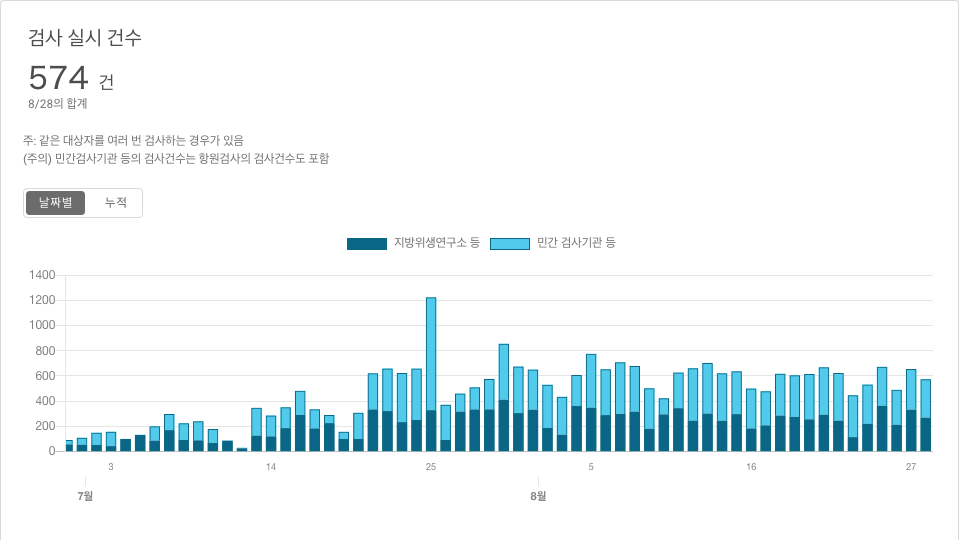 검사 실시 건수
574 건
8/28의 합계
주: 같은 대상자를 여러 번 검사하는 경우가 있음
(주의) 민간검사기관 등의 검사건수는 항원검사의 검사건수도 포함
날짜별 누적
지방위생연구소 등 민간 검사기관 등
1400
1200
1000
800
600
400
200
0
3 14 25 5 16 27
7월 8월